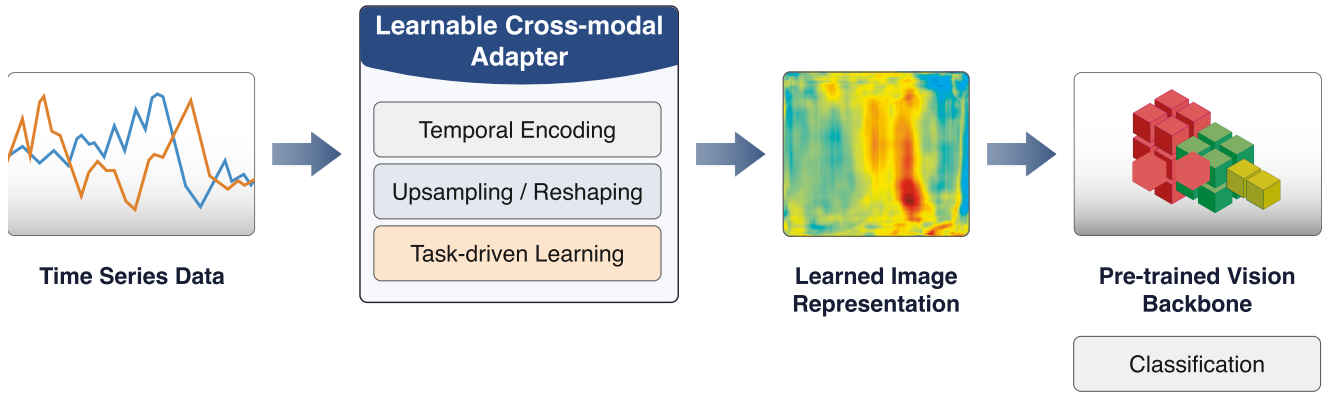 Learnable Cross-modal
Adapter
Temporal Encoding
Upsampling / Reshaping
Task-driven Learning
Time Series Data
Learned Image
Representation
Pre-trained Vision
Backbone
Classification